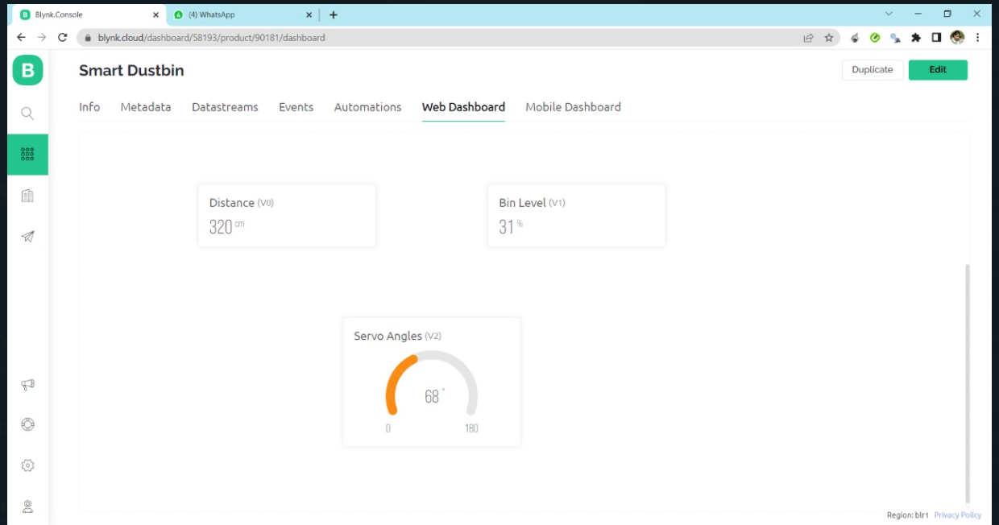 Blynk.Console
(4) WhatsApp
blynk.cloud/dashboard/58193/product/90181/dashboard
B
Smart Dustbin
Duplicate
Edit
Info Metadata Datastreams Events Automations Web Dashboard Mobile Dashboard
Distance (V0)
320 cm
Bin Level (V1)
31 %
Servo Angles (V2)
68 °
0 180
Region: blr1 Privacy Policy